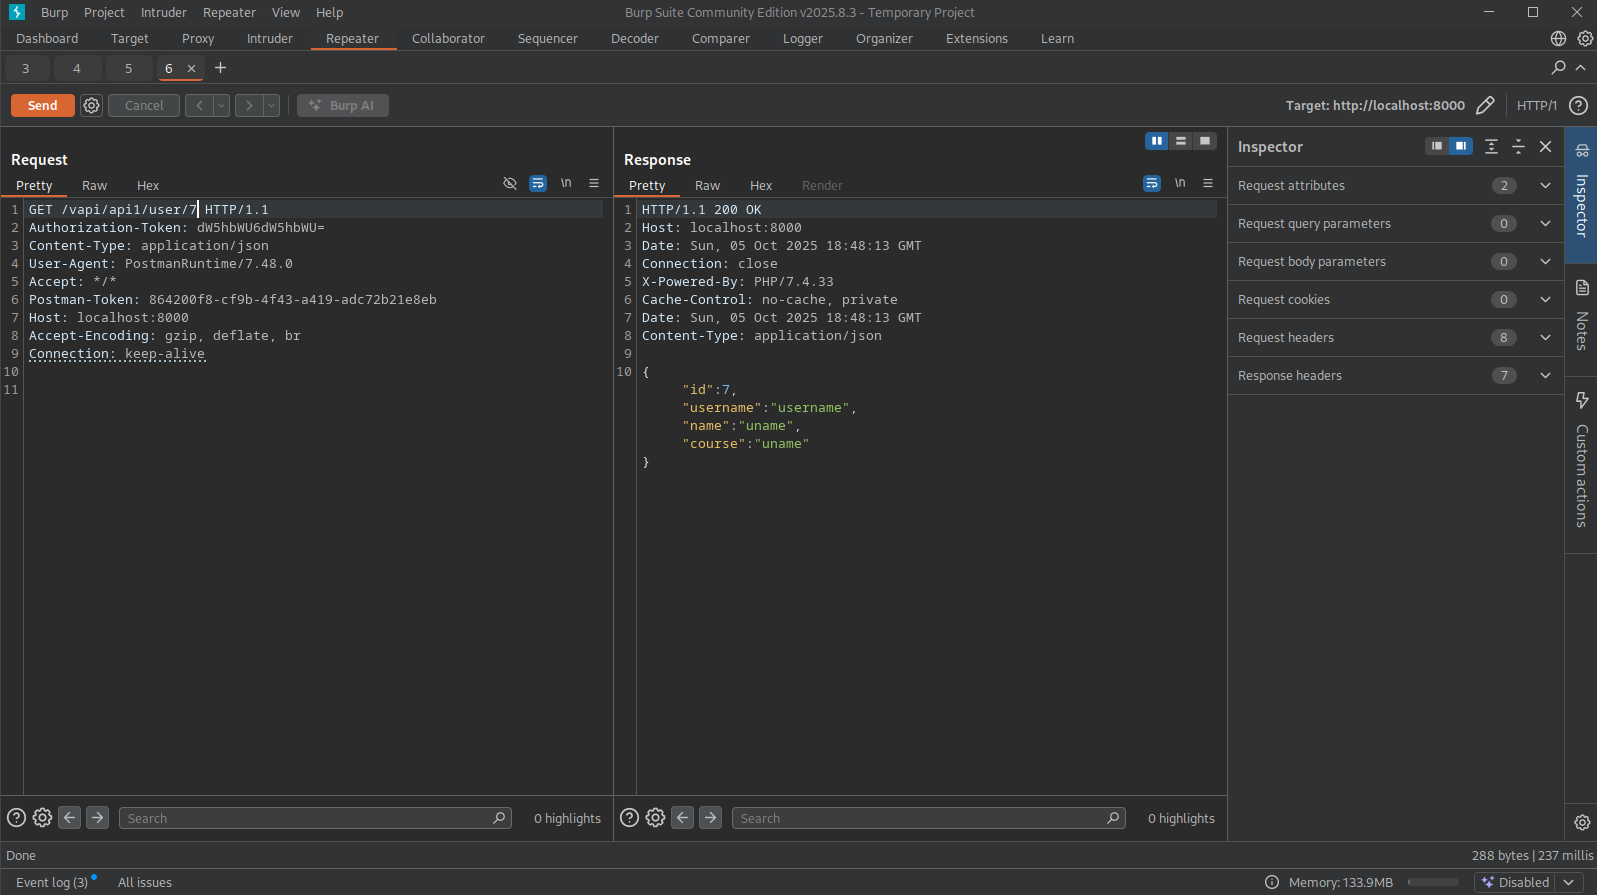 Burp Project Intruder Repeater View Help Burp Suite Community Edition v2025.8.3 - Temporary Project
Dashboard Target Proxy Intruder Repeater Collaborator Sequencer Decoder Comparer Logger Organizer Extensions Learn
3 4 5 6 × +
Send Cancel < > Burp AI Target: http://localhost:8000 HTTP/1 ?
Request
Pretty Raw Hex \n
1 GET /vapi/api1/user/7 HTTP/1.1
2 Authorization-Token: dW5hbWU6dW5hbWU=
3 Content-Type: application/json
4 User-Agent: PostmanRuntime/7.48.0
5 Accept: */*
6 Postman-Token: 864200f8-cf9b-4f43-a419-adc72b21e8eb
7 Host: localhost:8000
8 Accept-Encoding: gzip, deflate, br
9 Connection: keep-alive
10
11
? Search 0 highlights
Response
Pretty Raw Hex Render \n
1 HTTP/1.1 200 OK
2 Host: localhost:8000
3 Date: Sun, 05 Oct 2025 18:48:13 GMT
4 Connection: close
5 X-Powered-By: PHP/7.4.33
6 Cache-Control: no-cache, private
7 Date: Sun, 05 Oct 2025 18:48:13 GMT
8 Content-Type: application/json
9
10 {
"id":7,
"username":"username",
"name":"uname",
"course":"uname"
}
? Search 0 highlights
Inspector
Request attributes 2
Request query parameters 0
Request body parameters 0
Request cookies 0
Request headers 8
Response headers 7
Inspector
Notes
Custom actions
Done 288 bytes | 237 millis
Event log (3) All issues Memory: 133.9MB Disabled